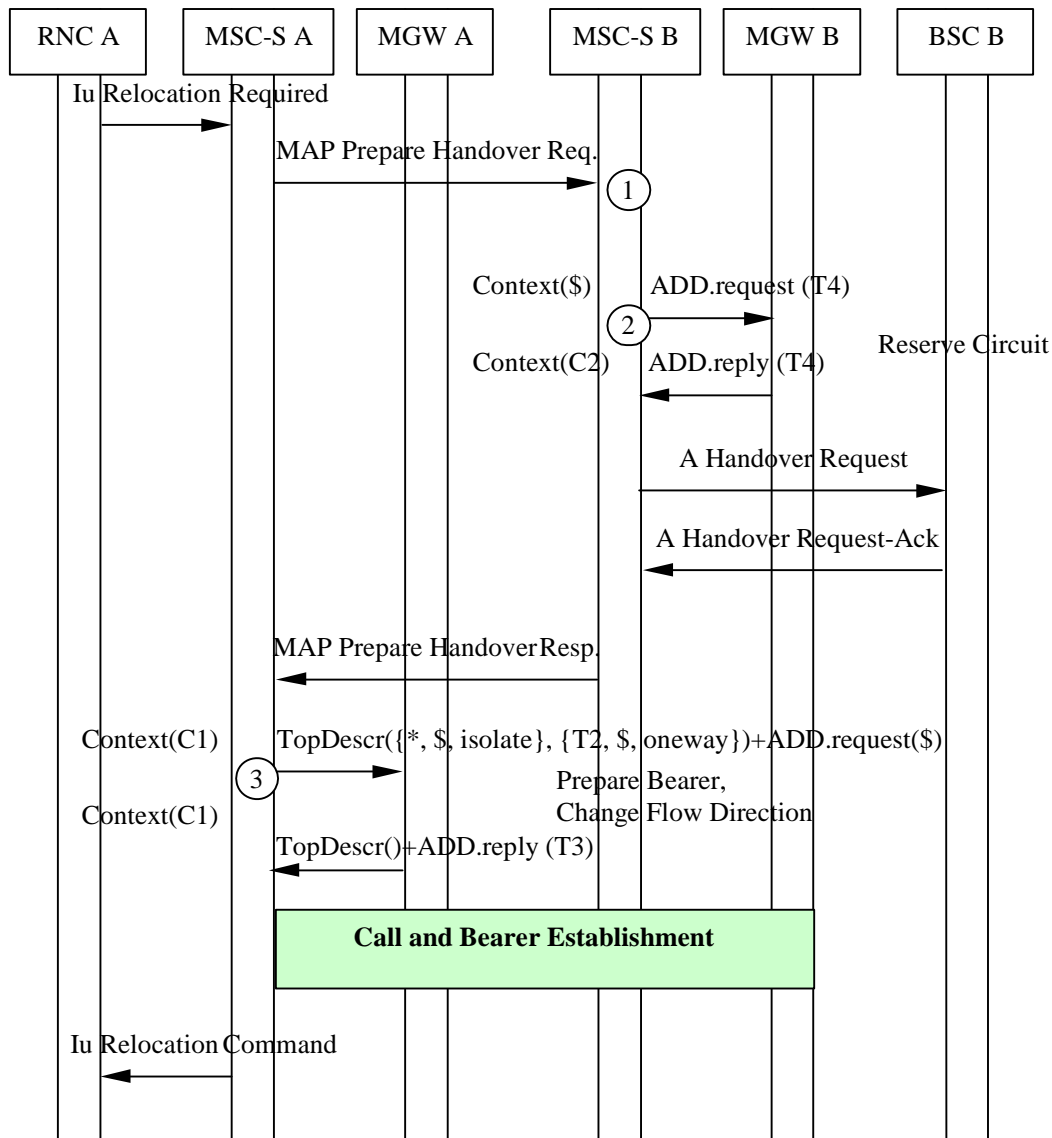 RNC A MSC-S A MGW A MSC-S B MGW B BSC B
Iu Relocation Required
MAP Prepare Handover Req.
1
Context($) ADD.request (T4)
2
Reserve Circuit
Context(C2) ADD.reply (T4)
A Handover Request
A Handover Request-Ack
MAP Prepare Handover Resp.
Context(C1) TopDescr({*, $, isolate}, {T2, $, oneway})+ADD.request($)
3
Prepare Bearer,
Change Flow Direction
Context(C1)
TopDescr()+ADD.reply (T3)
Call and Bearer Establishment
Iu Relocation Command